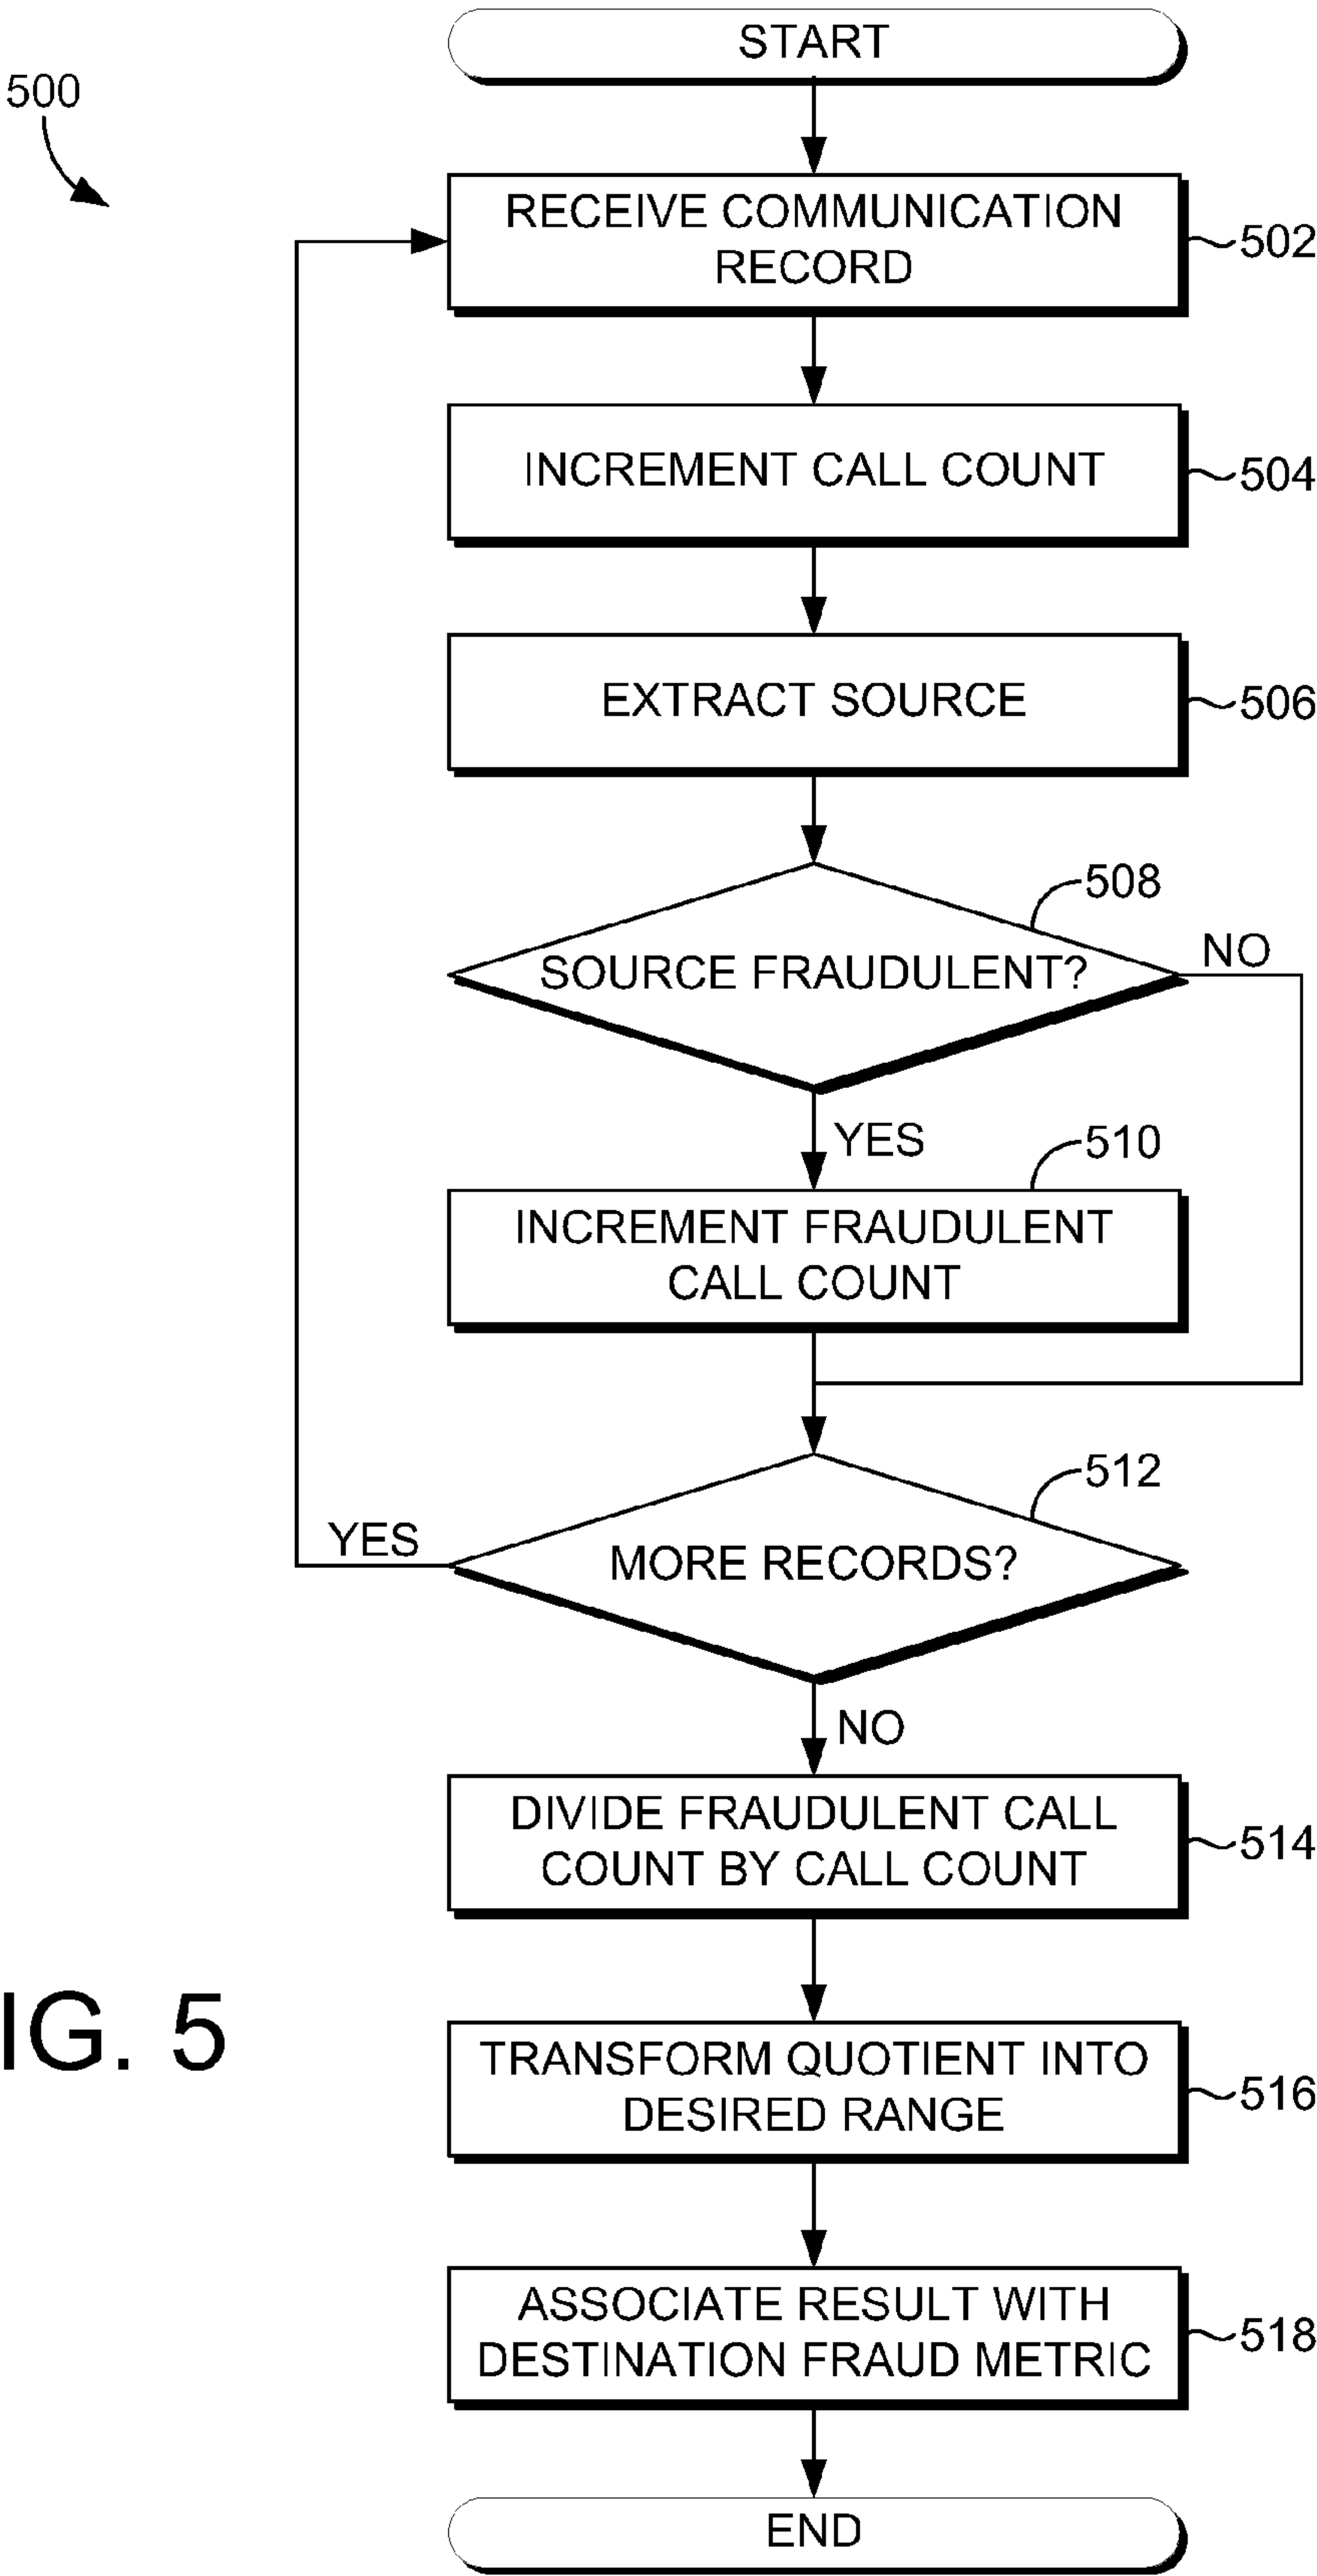 START
500
RECEIVE COMMUNICATION
RECORD
502
INCREMENT CALL COUNT
504
EXTRACT SOURCE
506
508
SOURCE FRAUDULENT?
NO
YES
510
INCREMENT FRAUDULENT
CALL COUNT
512
YES
MORE RECORDS?
NO
DIVIDE FRAUDULENT CALL
COUNT BY CALL COUNT
514
IG. 5
TRANSFORM QUOTIENT INTO
DESIRED RANGE
516
ASSOCIATE RESULT WITH
DESTINATION FRAUD METRIC
518
END